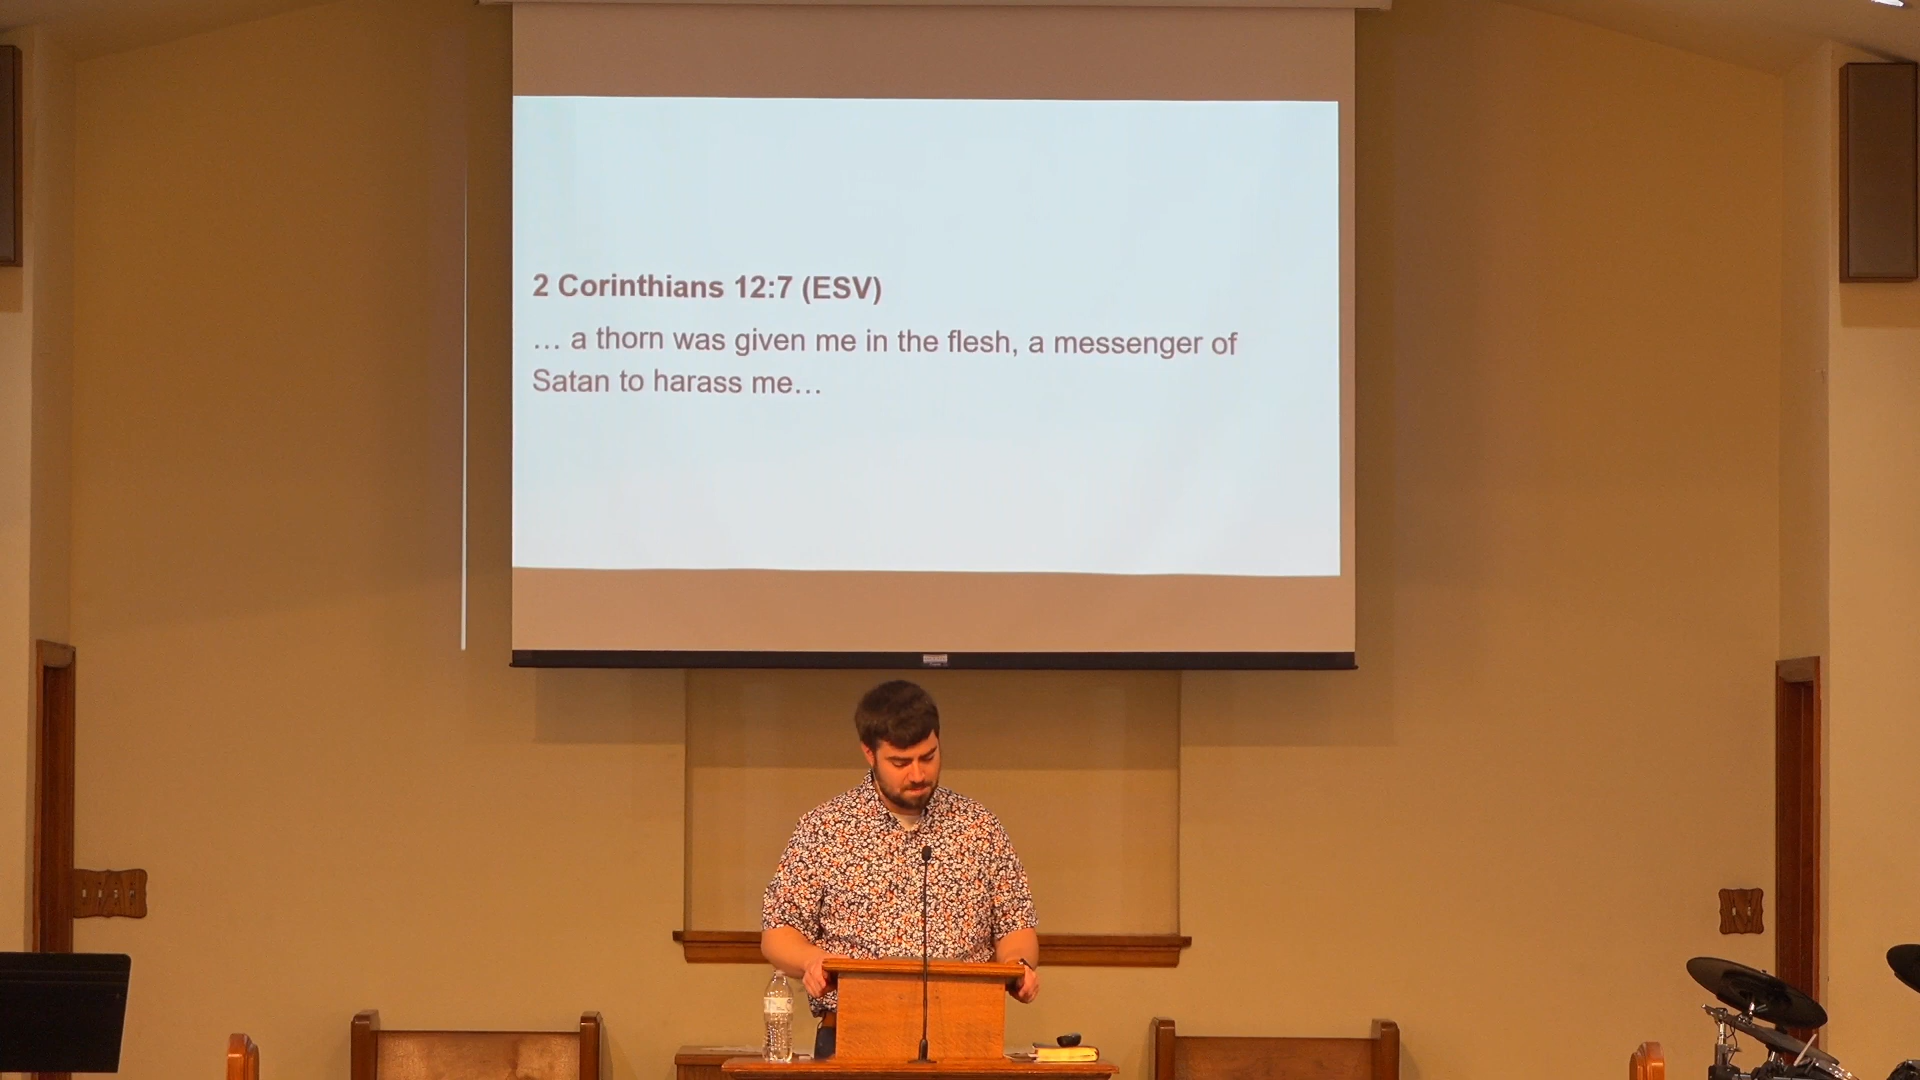 2 Corinthians 12:7 (ESV)
… a thorn was given me in the flesh, a messenger of
Satan to harass me…